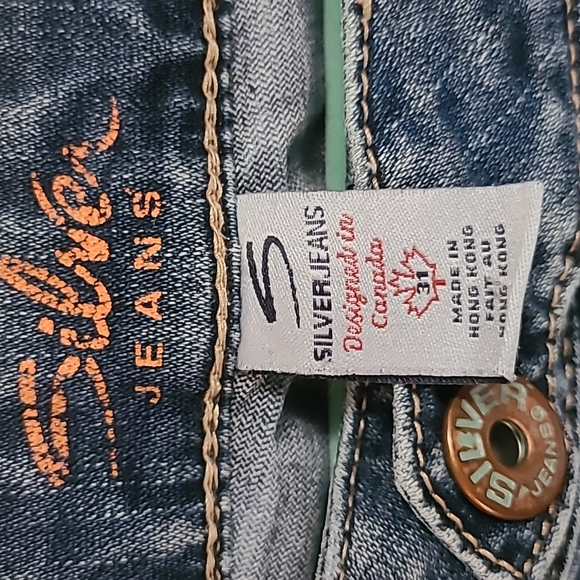 Silver
JEANS
S
SILVERJEANS
Designed in
Canada
31
MADE IN
HONG KONG
FAIT AU
HONG KONG
SILVER
JEANS®